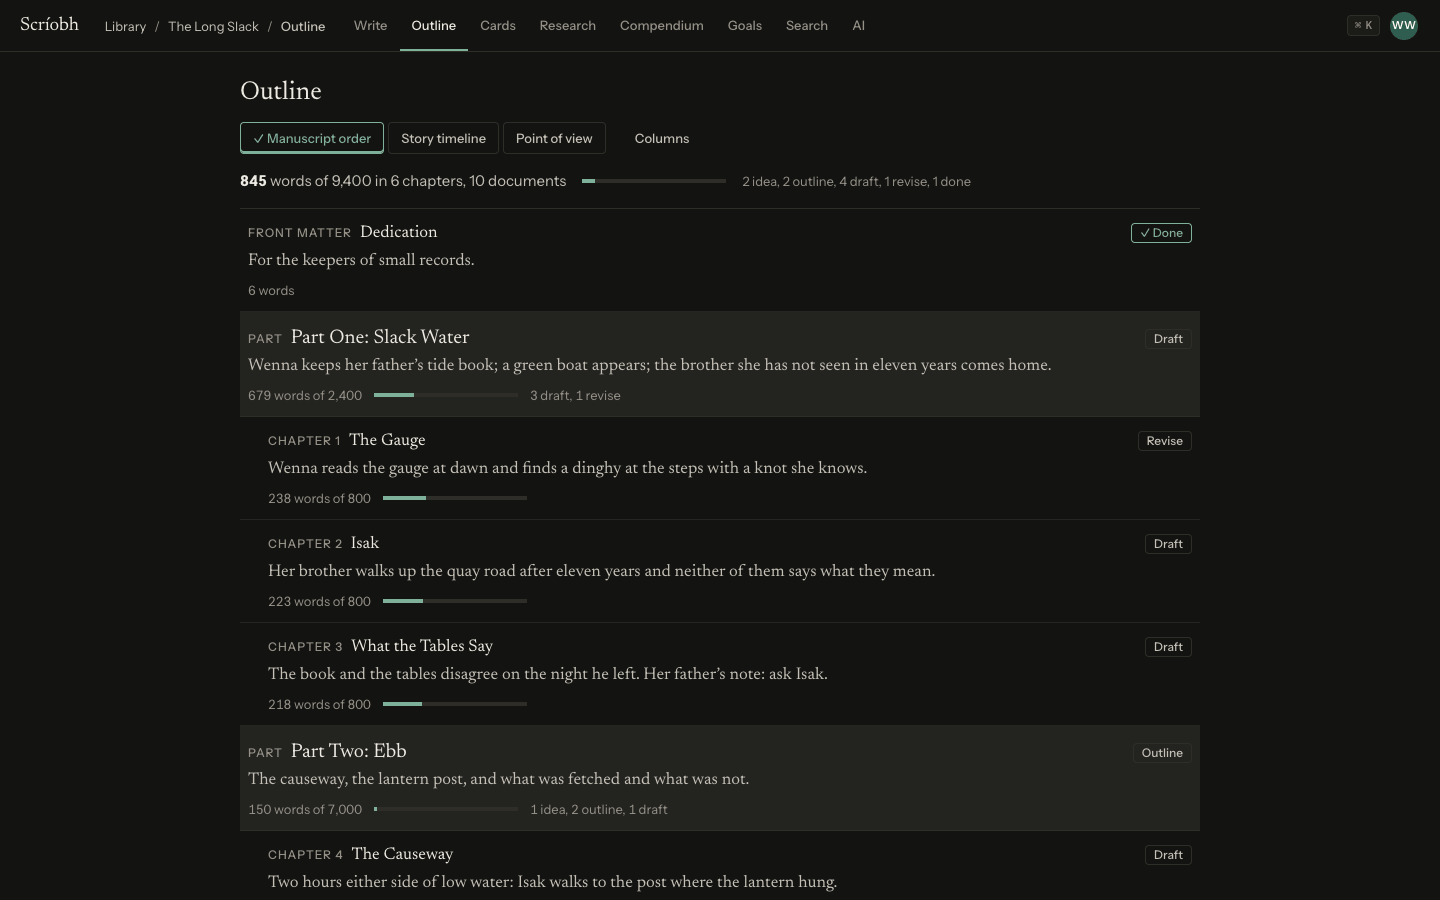 Scríobh Library / The Long Slack / Outline Write Outline Cards Research Compendium Goals Search AI ⌘ K WW
Outline
✓ Manuscript order Story timeline Point of view Columns
845 words of 9,400 in 6 chapters, 10 documents 2 idea, 2 outline, 4 draft, 1 revise, 1 done
FRONT MATTER Dedication ✓ Done
For the keepers of small records.
6 words
PART Part One: Slack Water Draft
Wenna keeps her father’s tide book; a green boat appears; the brother she has not seen in eleven years comes home.
679 words of 2,400 3 draft, 1 revise
CHAPTER 1 The Gauge Revise
Wenna reads the gauge at dawn and finds a dinghy at the steps with a knot she knows.
238 words of 800
CHAPTER 2 Isak Draft
Her brother walks up the quay road after eleven years and neither of them says what they mean.
223 words of 800
CHAPTER 3 What the Tables Say Draft
The book and the tables disagree on the night he left. Her father’s note: ask Isak.
218 words of 800
PART Part Two: Ebb Outline
The causeway, the lantern post, and what was fetched and what was not.
150 words of 7,000 1 idea, 2 outline, 1 draft
CHAPTER 4 The Causeway Draft
Two hours either side of low water: Isak walks to the post where the lantern hung.